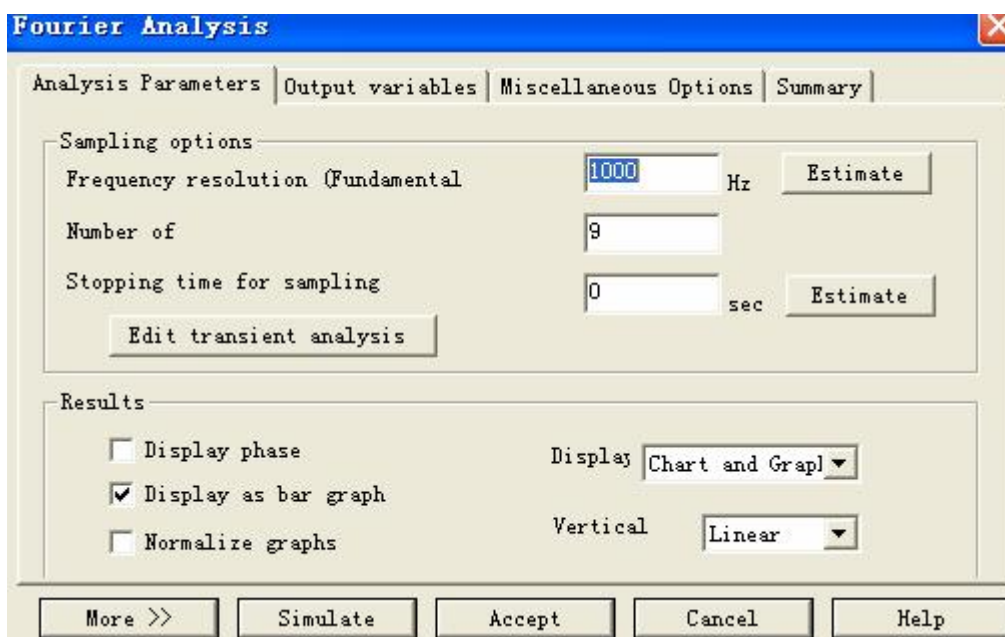 Fourier Analysis
Analysis Parameters Output variables Miscellaneous Options Summary
Sampling options
Frequency resolution (Fundamental 1000 Hz Estimate
Number of 9
Stopping time for sampling 0 sec Estimate
Edit transient analysis
Results
Display phase
Display Chart and Grapl
Display as bar graph
Vertical Linear
Normalize graphs
More >> Simulate Accept Cancel Help